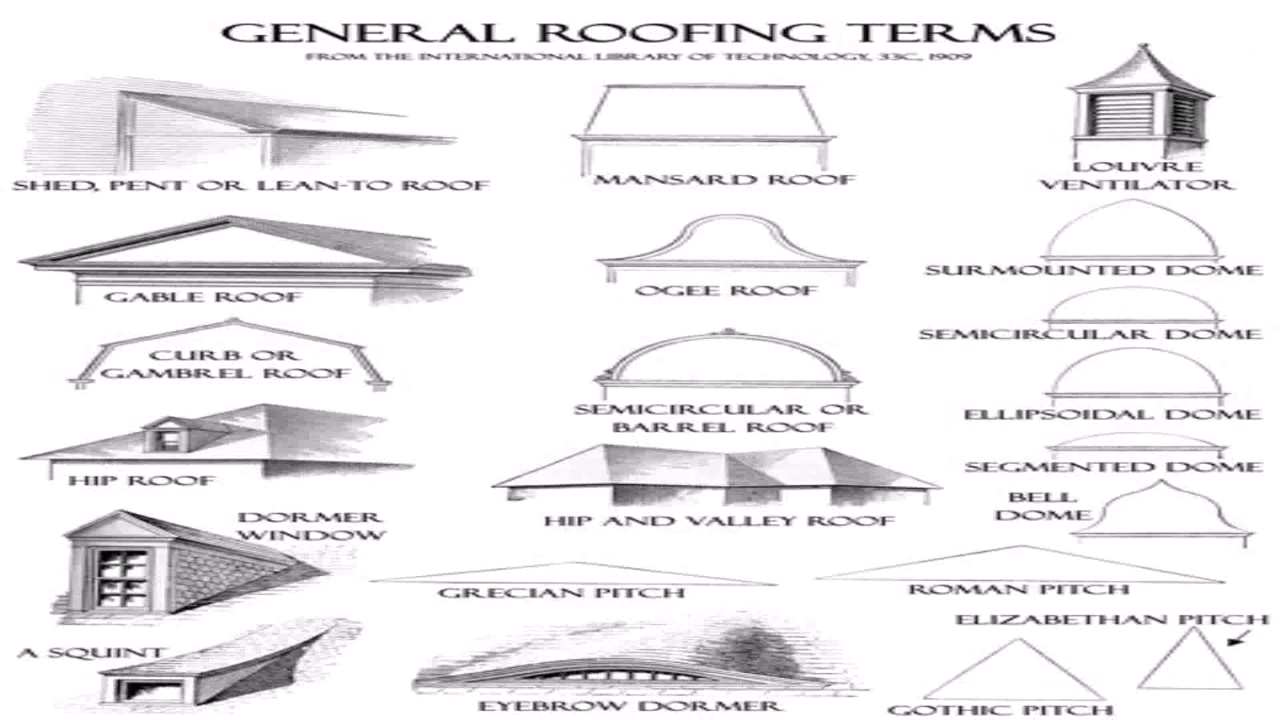 GENERAL ROOFING TERMS
FROM THE INTERNATIONAL LIBRARY OF TECHNOLOGY, 33C, 1909
SHED, PENT OR LEAN-TO ROOF
MANSARD ROOF
LOUVRE
VENTILATOR
GABLE ROOF
OGEE ROOF
SURMOUNTED DOME
SEMICIRCULAR DOME
CURB OR
GAMBREL ROOF
SEMICIRCULAR OR
BARREL ROOF
ELLIPSOIDAL DOME
SEGMENTED DOME
HIP ROOF
HIP AND VALLEY ROOF
BELL
DOME
DORMER
WINDOW
GRECIAN PITCH
ROMAN PITCH
ELIZABETHAN PITCH
A SQUINT
EYEBROW DORMER
GOTHIC PITCH